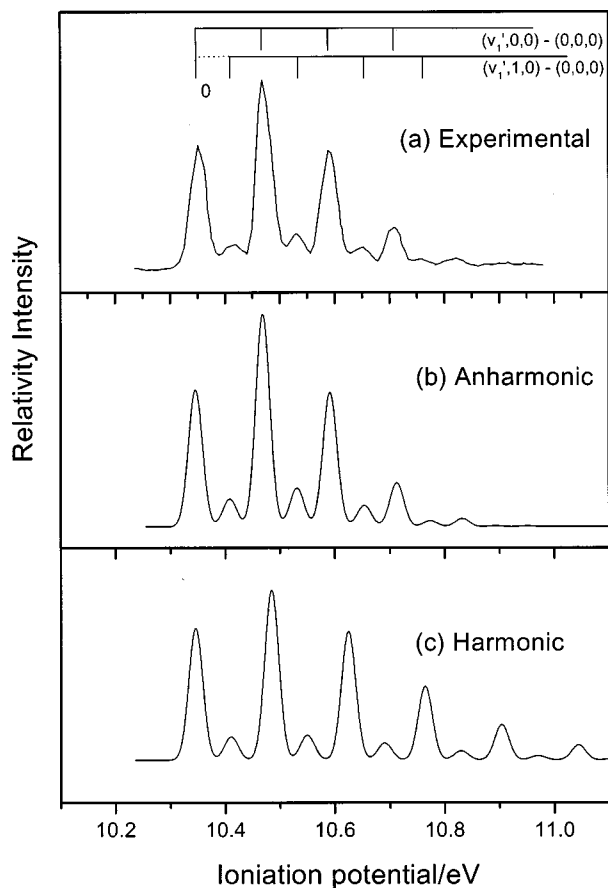 (v₁',0,0) - (0,0,0)
(v₁',1,0) - (0,0,0)
0
(a) Experimental
(b) Anharmonic
(c) Harmonic
Relativity Intensity
10.2 10.4 10.6 10.8 11.0
Ioniation potential/eV